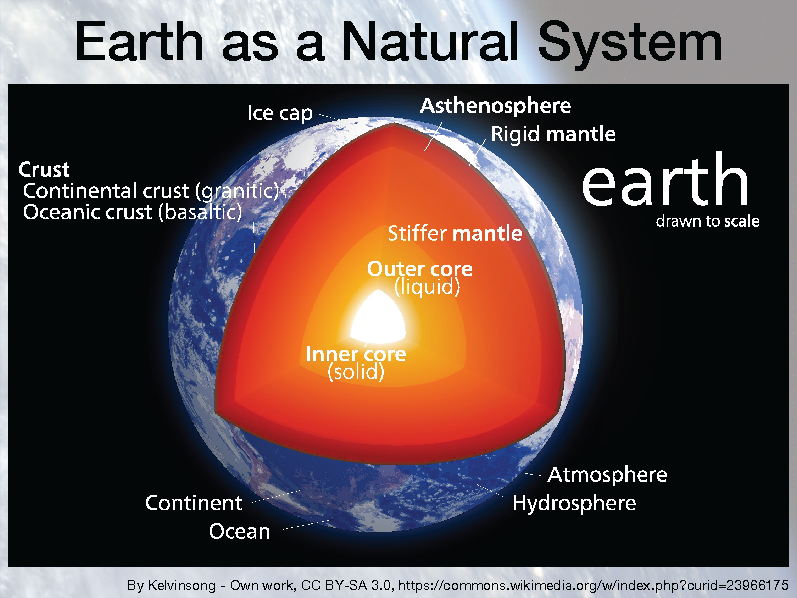 Earth as a Natural System
Ice cap
Asthenosphere
Rigid mantle
Crust
Continental crust (granitic)
Oceanic crust (basaltic)
earth
drawn to scale
Stiffer mantle
Outer core
(liquid)
Inner core
(solid)
Atmosphere
Continent
Hydrosphere
Ocean
By Kelvinsong - Own work, CC BY-SA 3.0, https://commons.wikimedia.org/w/index.php?curid=23966175